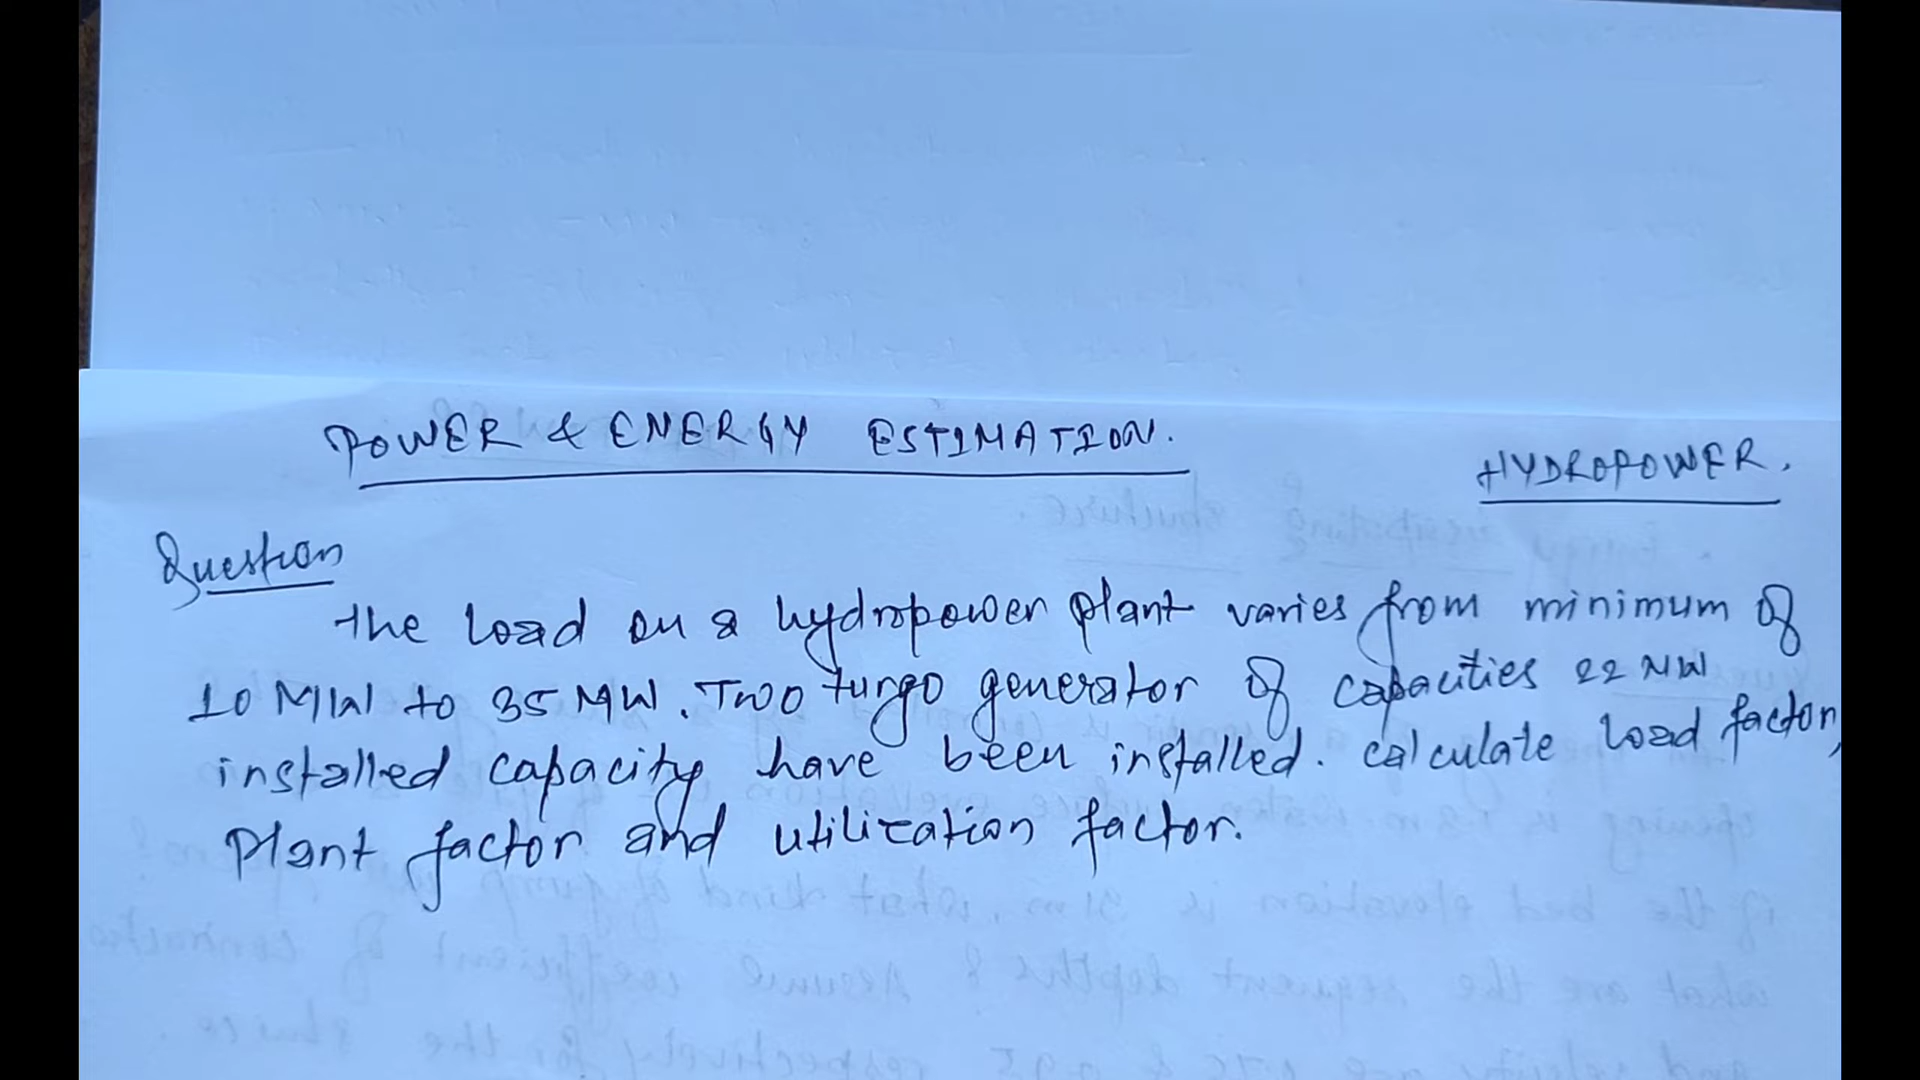 POWER & ENERGY ESTIMATION.
HYDROPOWER.
Question
the load on a hydropower plant varies from minimum of
10 MW to 35 MW. Two turgo generator of capacities 22 MW
installed capacity have been installed. calculate load factor,
plant factor and utilization factor.